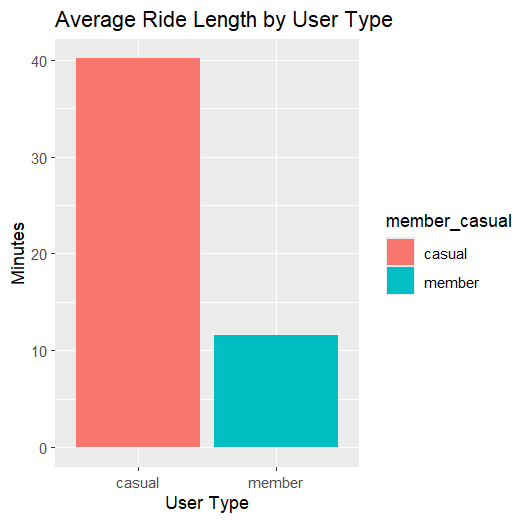 Average Ride Length by User Type
40
30
20
10
0
Minutes
casual
member
User Type
member_casual
casual
member